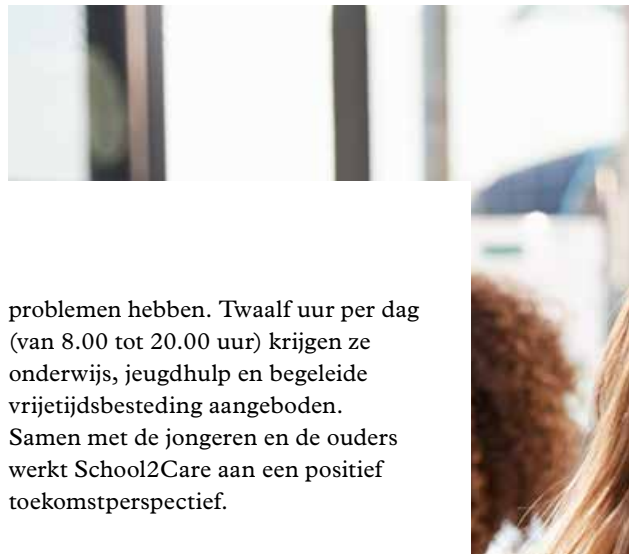 problemen hebben. Twaalf uur per dag
(van 8.00 tot 20.00 uur) krijgen ze
onderwijs, jeugdhulp en begeleide
vrijetijdsbesteding aangeboden.
Samen met de jongeren en de ouders
werkt School2Care aan een positief
toekomstperspectief.